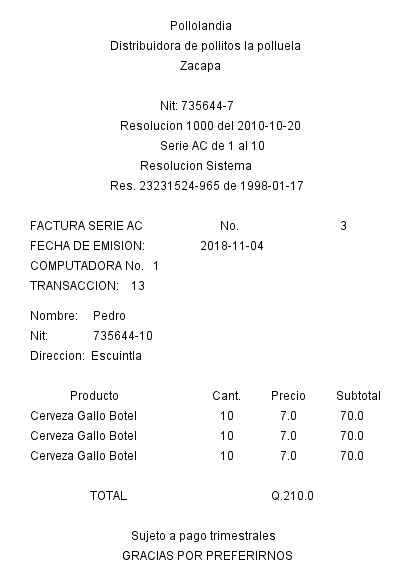 Pollolandia
Distribuidora de pollitos la polluela
Zacapa
Nit: 735644-7
Resolucion 1000 del 2010-10-20
Serie AC de 1 al 10
Resolucion Sistema
Res. 23231524-965 de 1998-01-17
FACTURA SERIE AC No. 3
FECHA DE EMISION: 2018-11-04
COMPUTADORA No. 1
TRANSACCION: 13
Nombre: Pedro
Nit: 735644-10
Direccion: Escuintla
Producto Cant. Precio Subtotal
Cerveza Gallo Botel 10 7.0 70.0
Cerveza Gallo Botel 10 7.0 70.0
Cerveza Gallo Botel 10 7.0 70.0
TOTAL Q.210.0
Sujeto a pago trimestrales
GRACIAS POR PREFERIRNOS